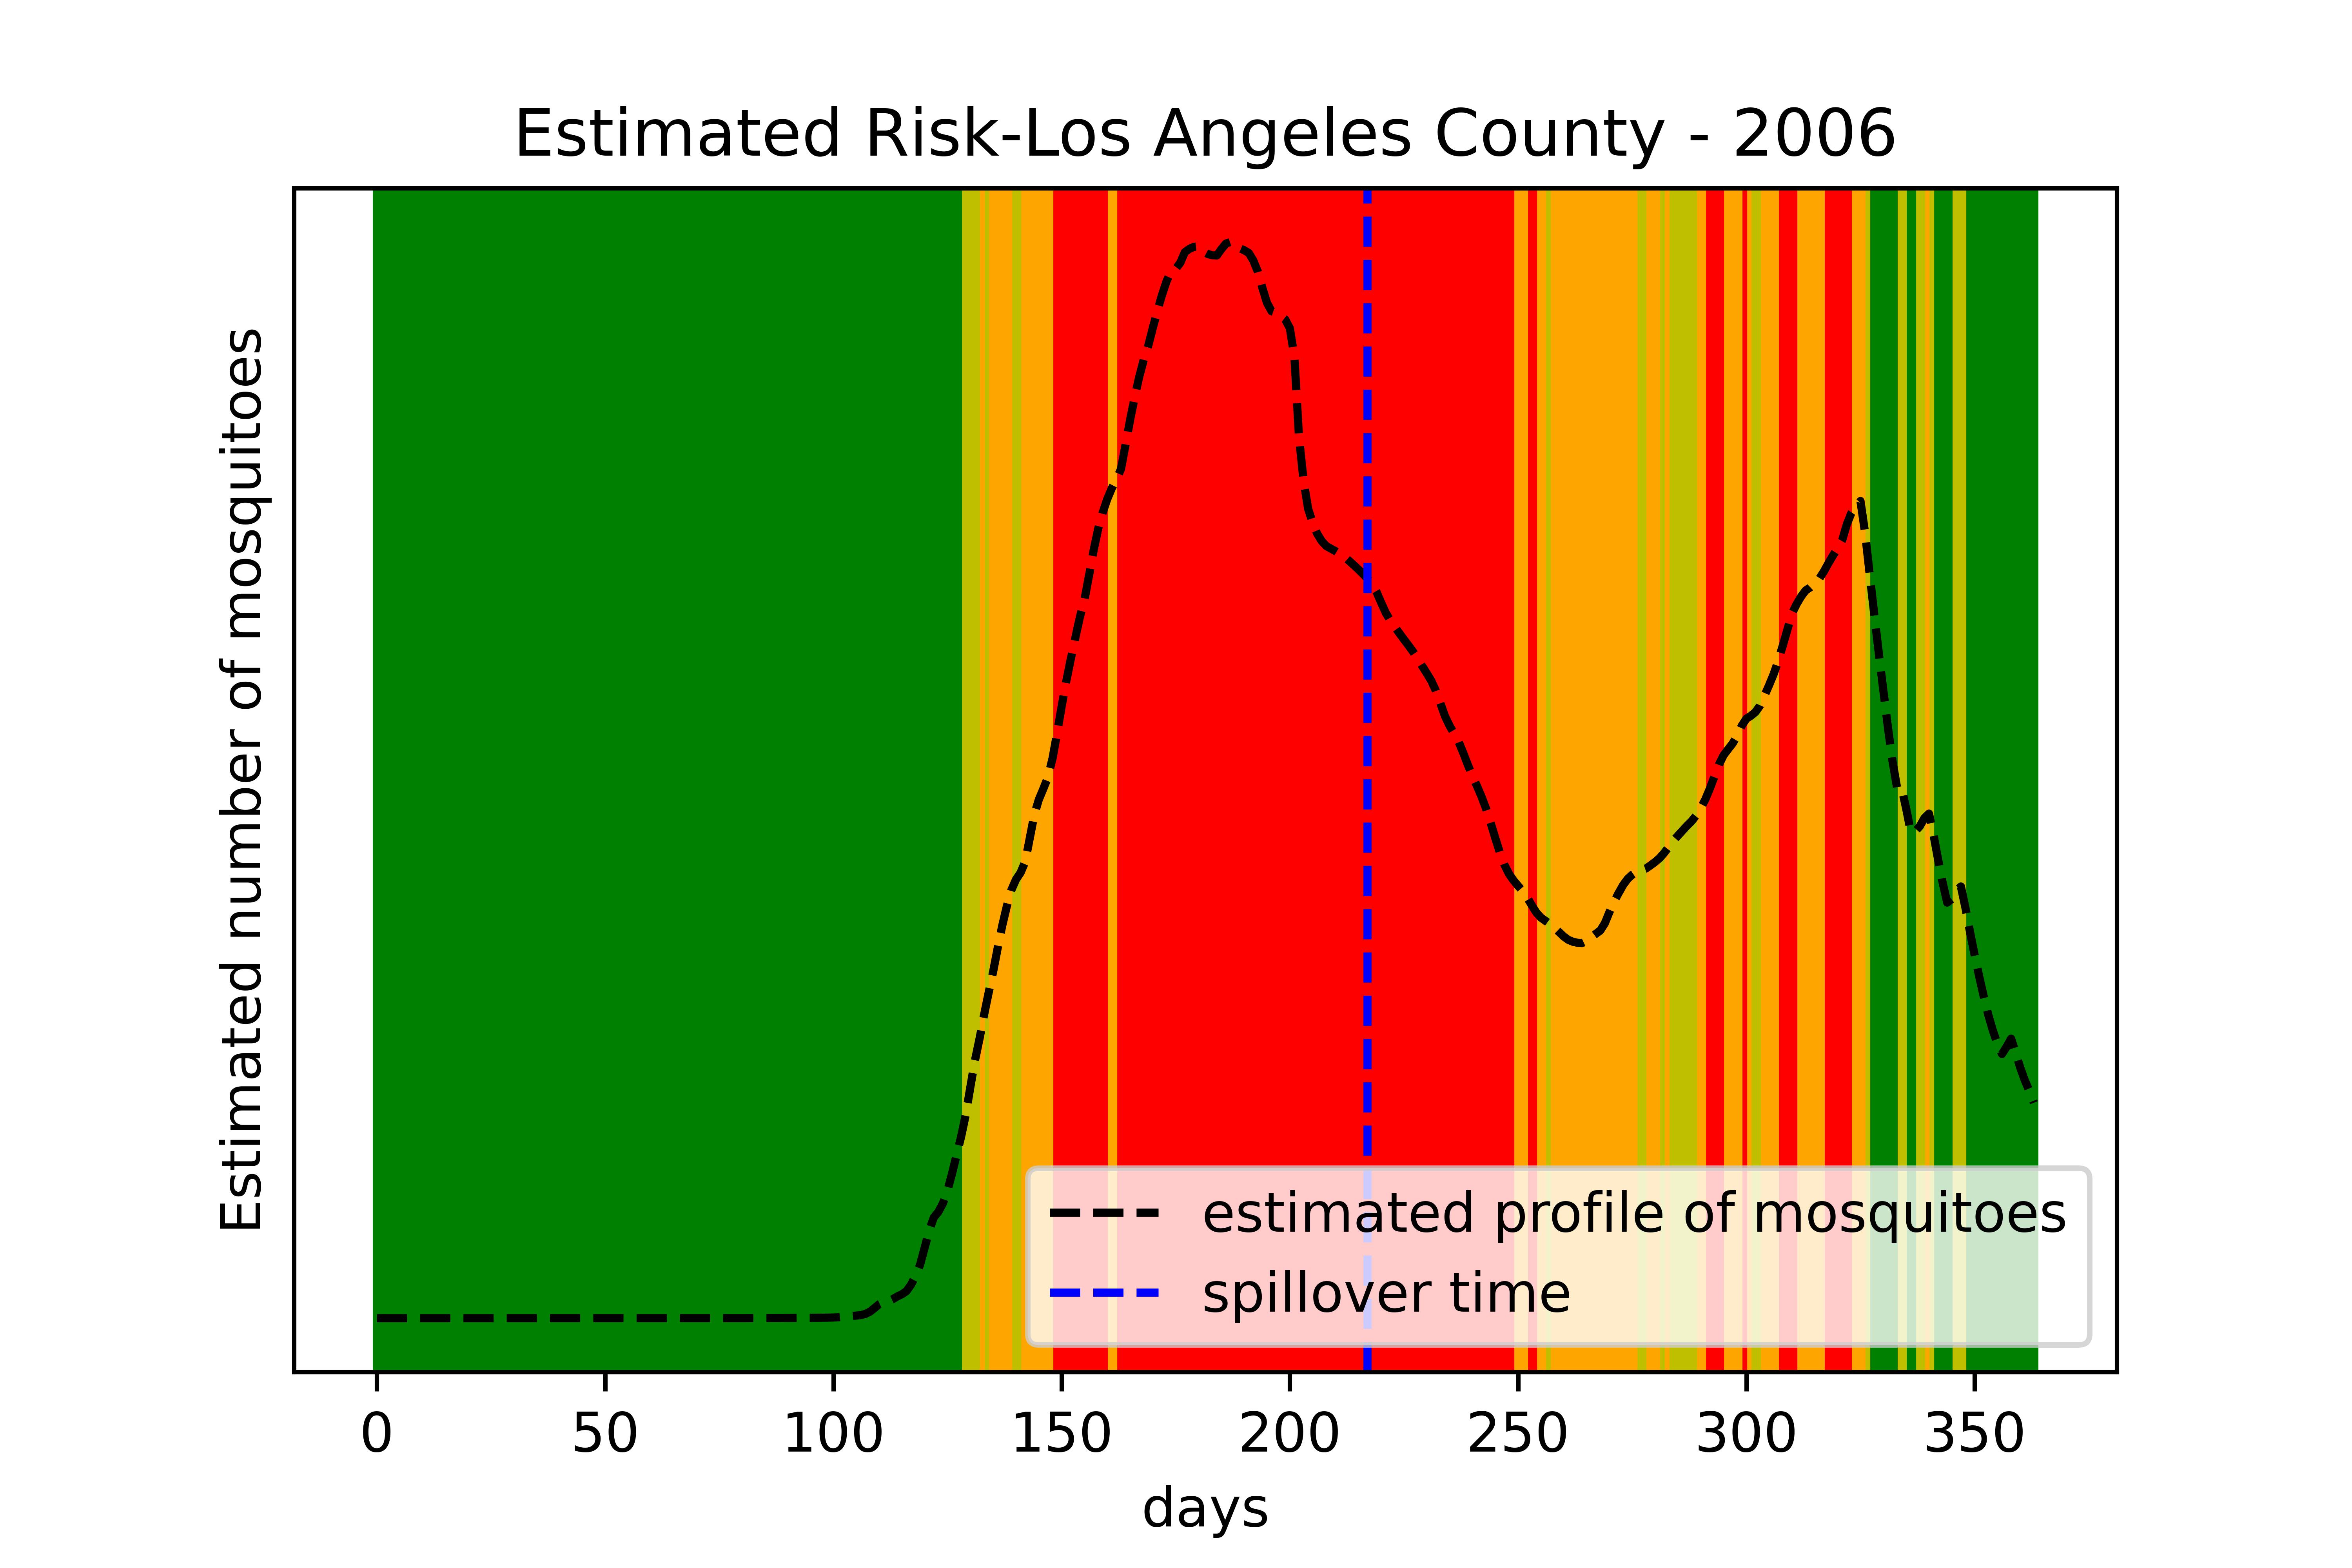 Estimated Risk-Los Angeles County - 2006
Estimated number of mosquitoes
estimated profile of mosquitoes
spillover time
0 50 100 150 200 250 300 350
days